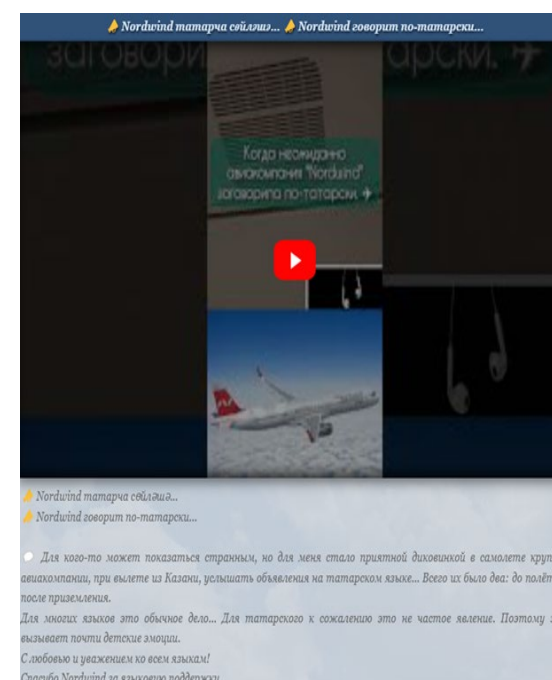 Nordwind татарча сөйләшә... Nordwind говорит по-татарски...
заговори
арски.
Когда неожиданно
авиакомпания "Nordwind"
заговорила по-татарски
Nordwind татарча сөйләшә...
Nordwind говорит по-татарски...
Для кого-то может показаться странным, но для меня стало приятной диковинкой в самолете круп
авиакомпании, при вылете из Казани, услышать объявления на татарском языке... Всего их было два: до полёт
после приземления.
Для многих языков это обычное дело... Для татарского к сожалению это не частое явление. Поэтому
вызывает почти детские эмоции.
С любовью и уважением ко всем языкам!
Спасибо Nordwind за языковую поддержку